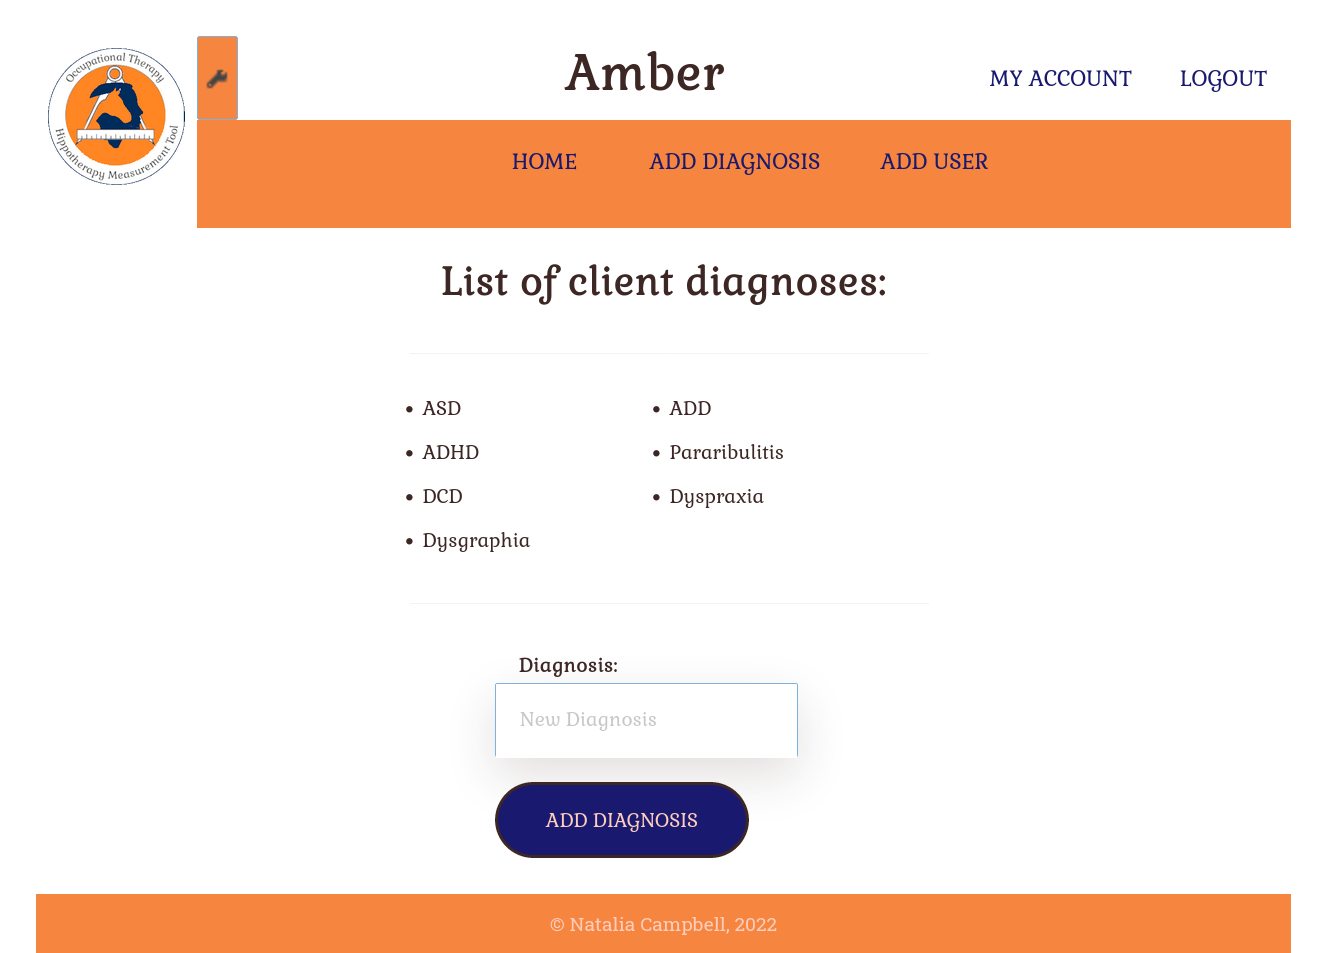 Occupational Therapy
Hippotherapy Measurement Tool
Amber
MY ACCOUNT LOGOUT
HOME ADD DIAGNOSIS ADD USER
List of client diagnoses:
• ASD
• ADHD
• DCD
• Dysgraphia
• ADD
• Pararibulitis
• Dyspraxia
Diagnosis:
New Diagnosis
ADD DIAGNOSIS
© Natalia Campbell, 2022